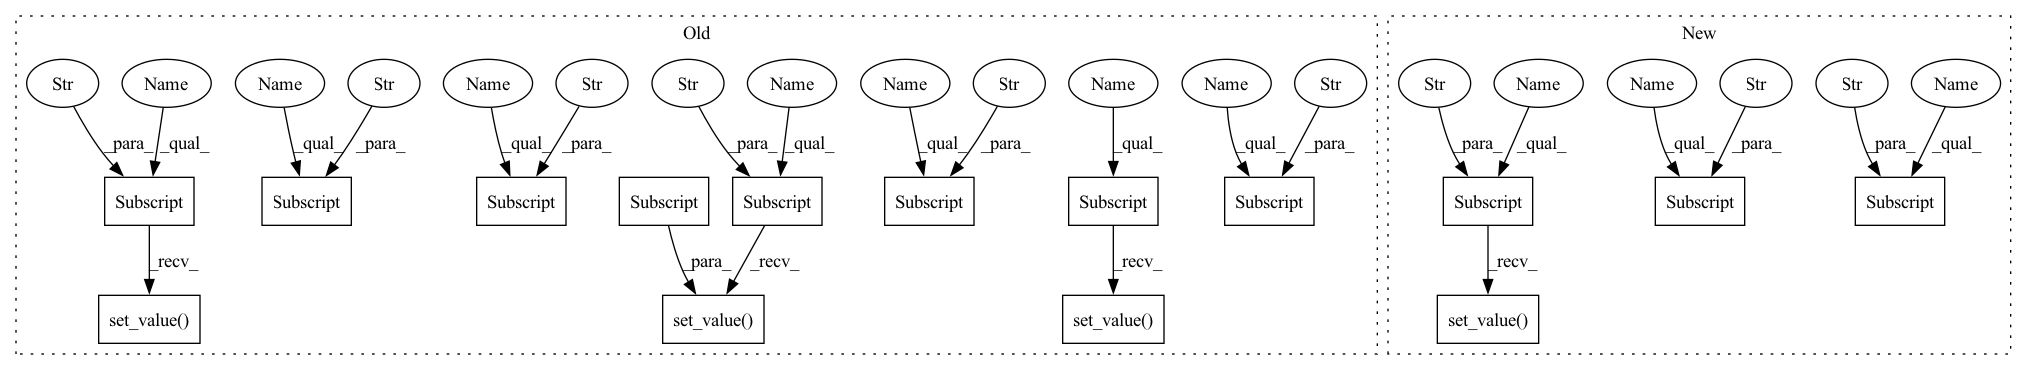 Old New
Str Name Name Str Name Str Str Name Name Str Name Name Str Str Name Name Str Str Name
_para_ _qual_ _qual_ _para_ _qual_ _para_ _para_ _qual_ _qual_ _para_ _qual_ _qual_ _para_ _para_ _qual_ _qual_ _para_ _para_ _qual_
Subscript Subscript Subscript Subscript Subscript Subscript Subscript Subscript Subscript Subscript Subscript
_recv_ _para_ _recv_ _recv_ _recv_
set_value() set_value() set_value() set_value()